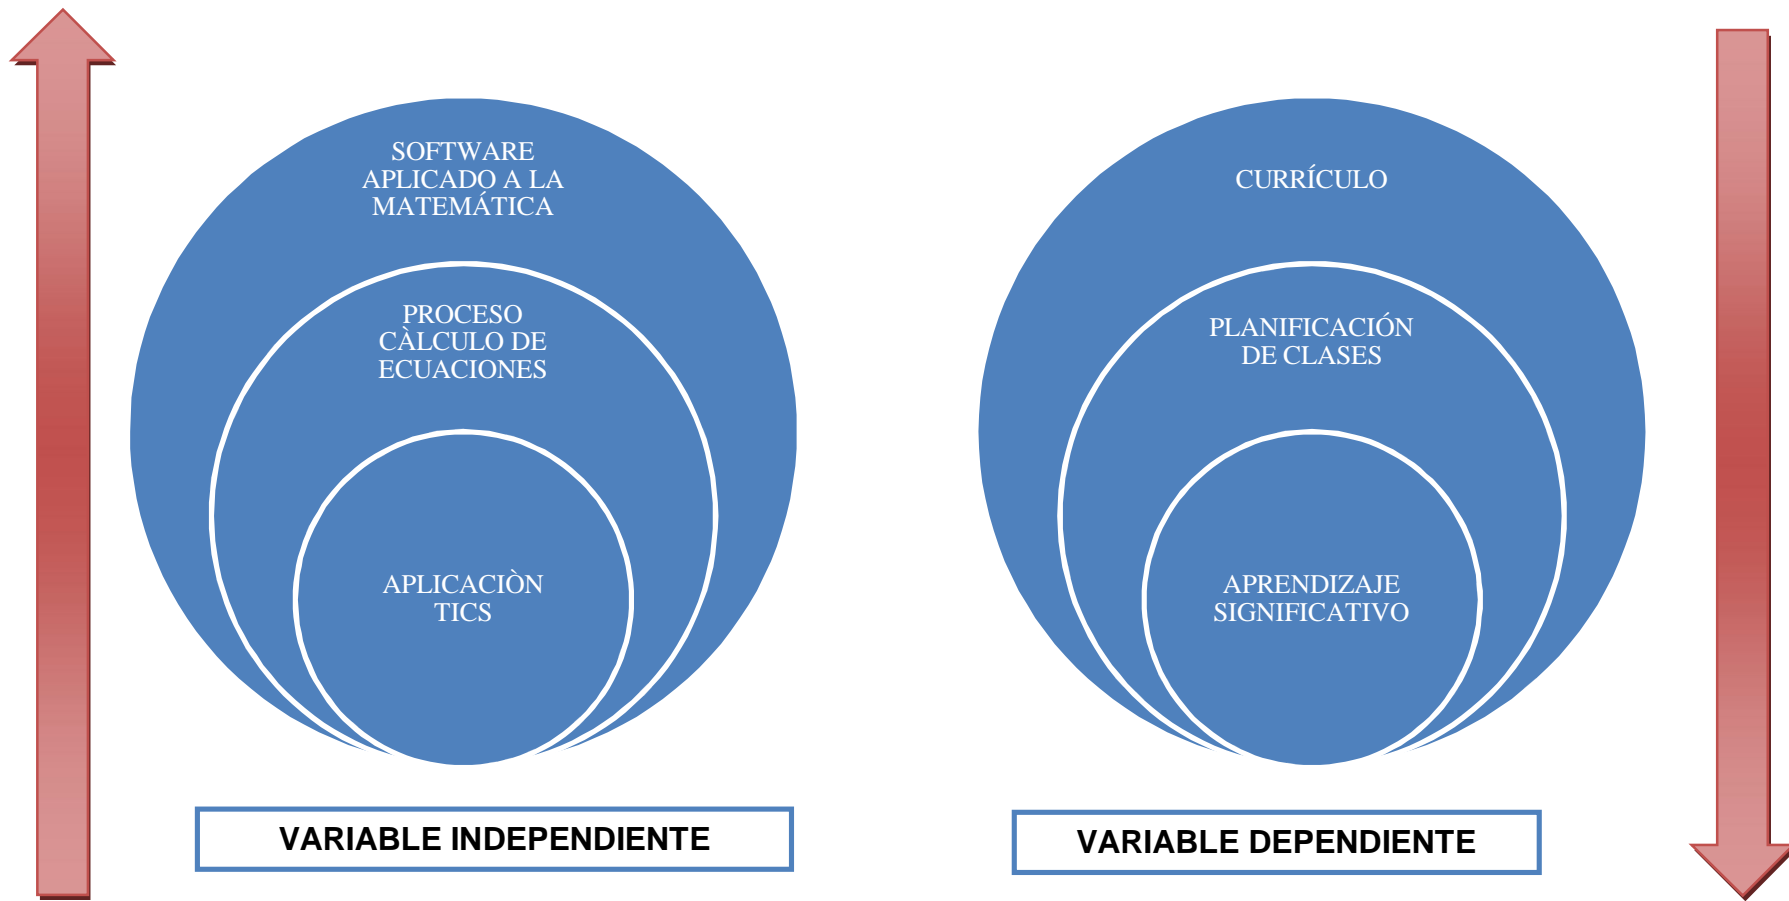 SOFTWARE
APLICADO A LA
MATEMÁTICA
PROCESO
CÀLCULO DE
ECUACIONES
APLICACIÒN
TICS
VARIABLE INDEPENDIENTE
CURRÍCULO
PLANIFICACIÓN
DE CLASES
APRENDIZAJE
SIGNIFICATIVO
VARIABLE DEPENDIENTE